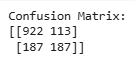 Confusion Matrix:
[[922 113]
 [187 187]]